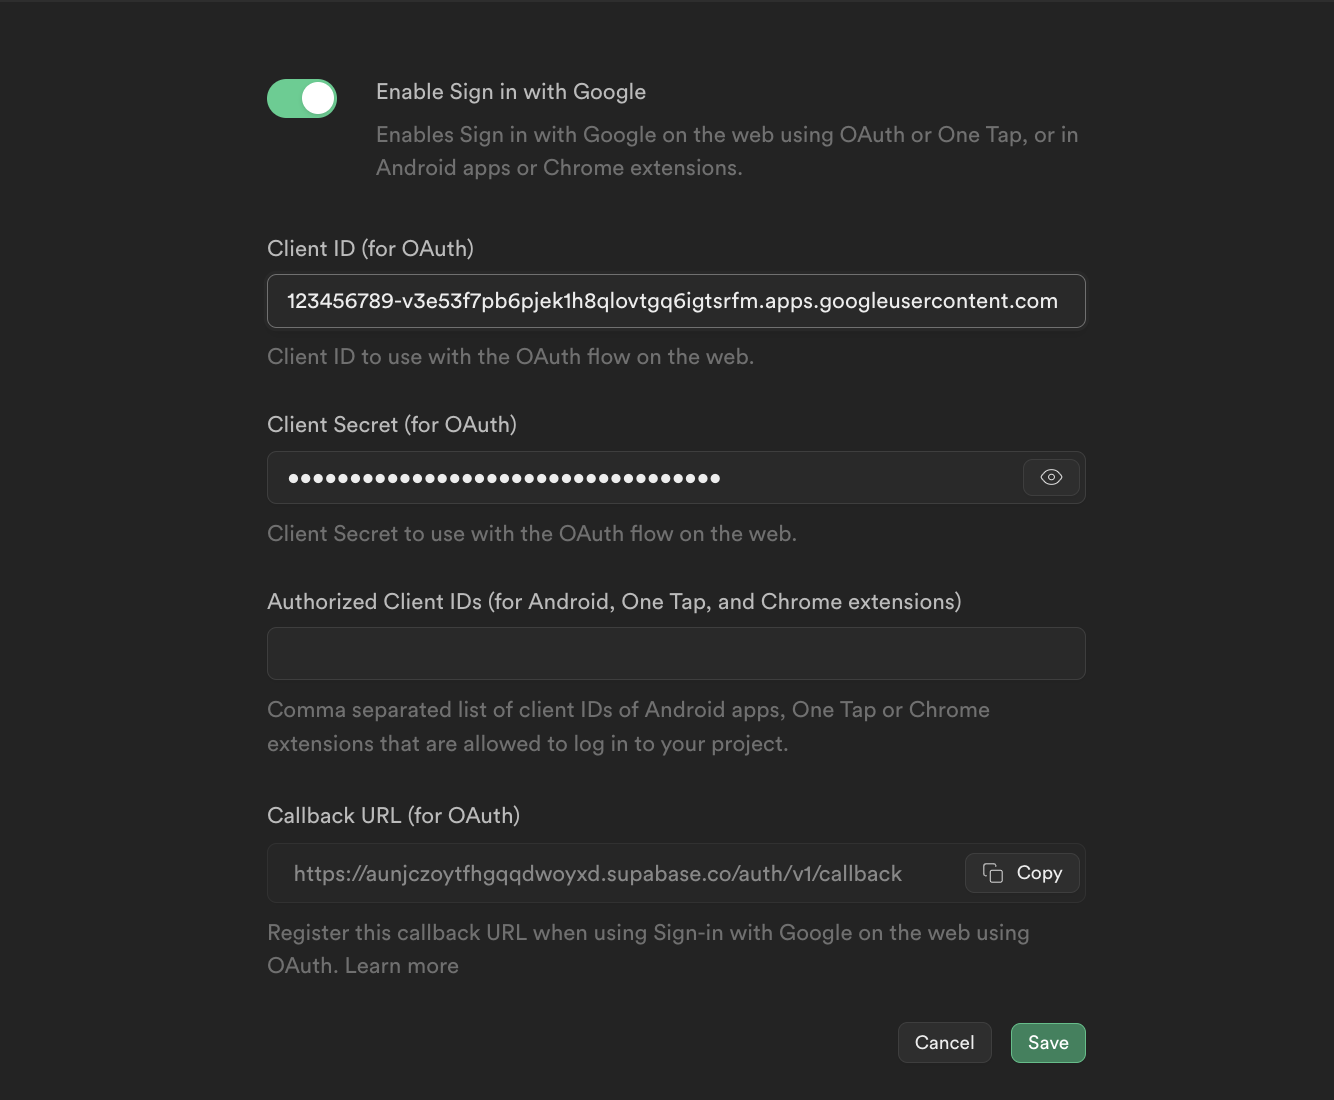 Enable Sign in with Google
Enables Sign in with Google on the web using OAuth or One Tap, or in
Android apps or Chrome extensions.
Client ID (for OAuth)
123456789-v3e53f7pb6pjek1h8qlovtgq6igtsrfm.apps.googleusercontent.com
Client ID to use with the OAuth flow on the web.
Client Secret (for OAuth)
•••••••••••••••••••••••••••••••••••
Client Secret to use with the OAuth flow on the web.
Authorized Client IDs (for Android, One Tap, and Chrome extensions)
Comma separated list of client IDs of Android apps, One Tap or Chrome
extensions that are allowed to log in to your project.
Callback URL (for OAuth)
https://aunjczoytfhgqqdwoyxd.supabase.co/auth/v1/callback
Copy
Register this callback URL when using Sign-in with Google on the web using
OAuth. Learn more
Cancel
Save